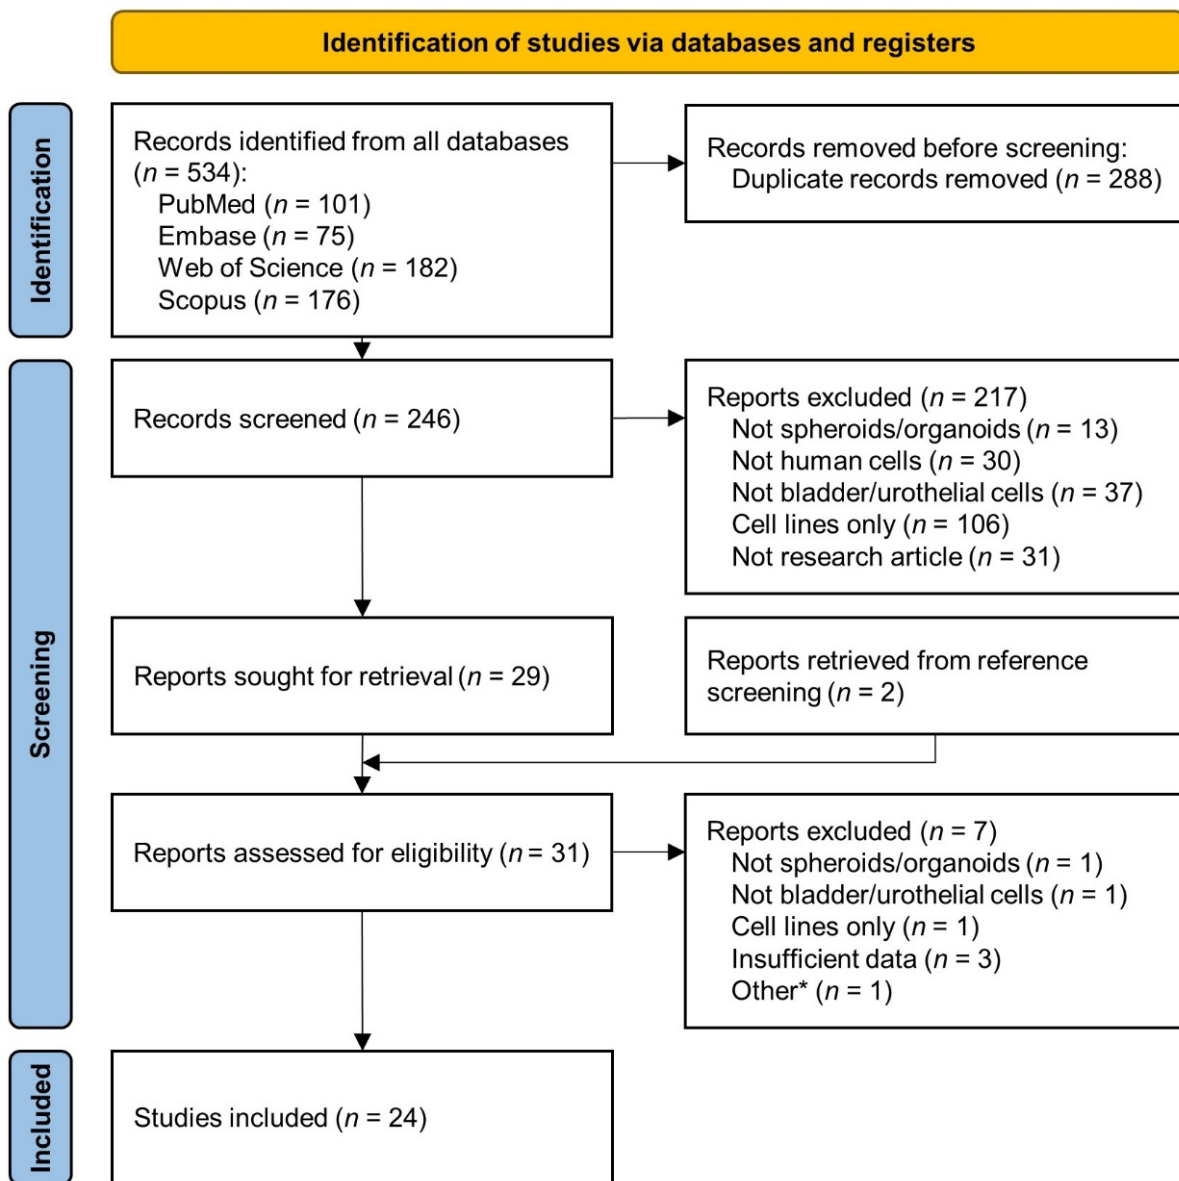 Identification of studies via databases and registers
Identification
Records identified from all databases
(n = 534):
PubMed (n = 101)
Embase (n = 75)
Web of Science (n = 182)
Scopus (n = 176)
Records removed before screening:
Duplicate records removed (n = 288)
Screening
Records screened (n = 246)
Reports excluded (n = 217)
Not spheroids/organoids (n = 13)
Not human cells (n = 30)
Not bladder/urothelial cells (n = 37)
Cell lines only (n = 106)
Not research article (n = 31)
Reports sought for retrieval (n = 29)
Reports retrieved from reference
screening (n = 2)
Reports assessed for eligibility (n = 31)
Reports excluded (n = 7)
Not spheroids/organoids (n = 1)
Not bladder/urothelial cells (n = 1)
Cell lines only (n = 1)
Insufficient data (n = 3)
Other* (n = 1)
Included
Studies included (n = 24)